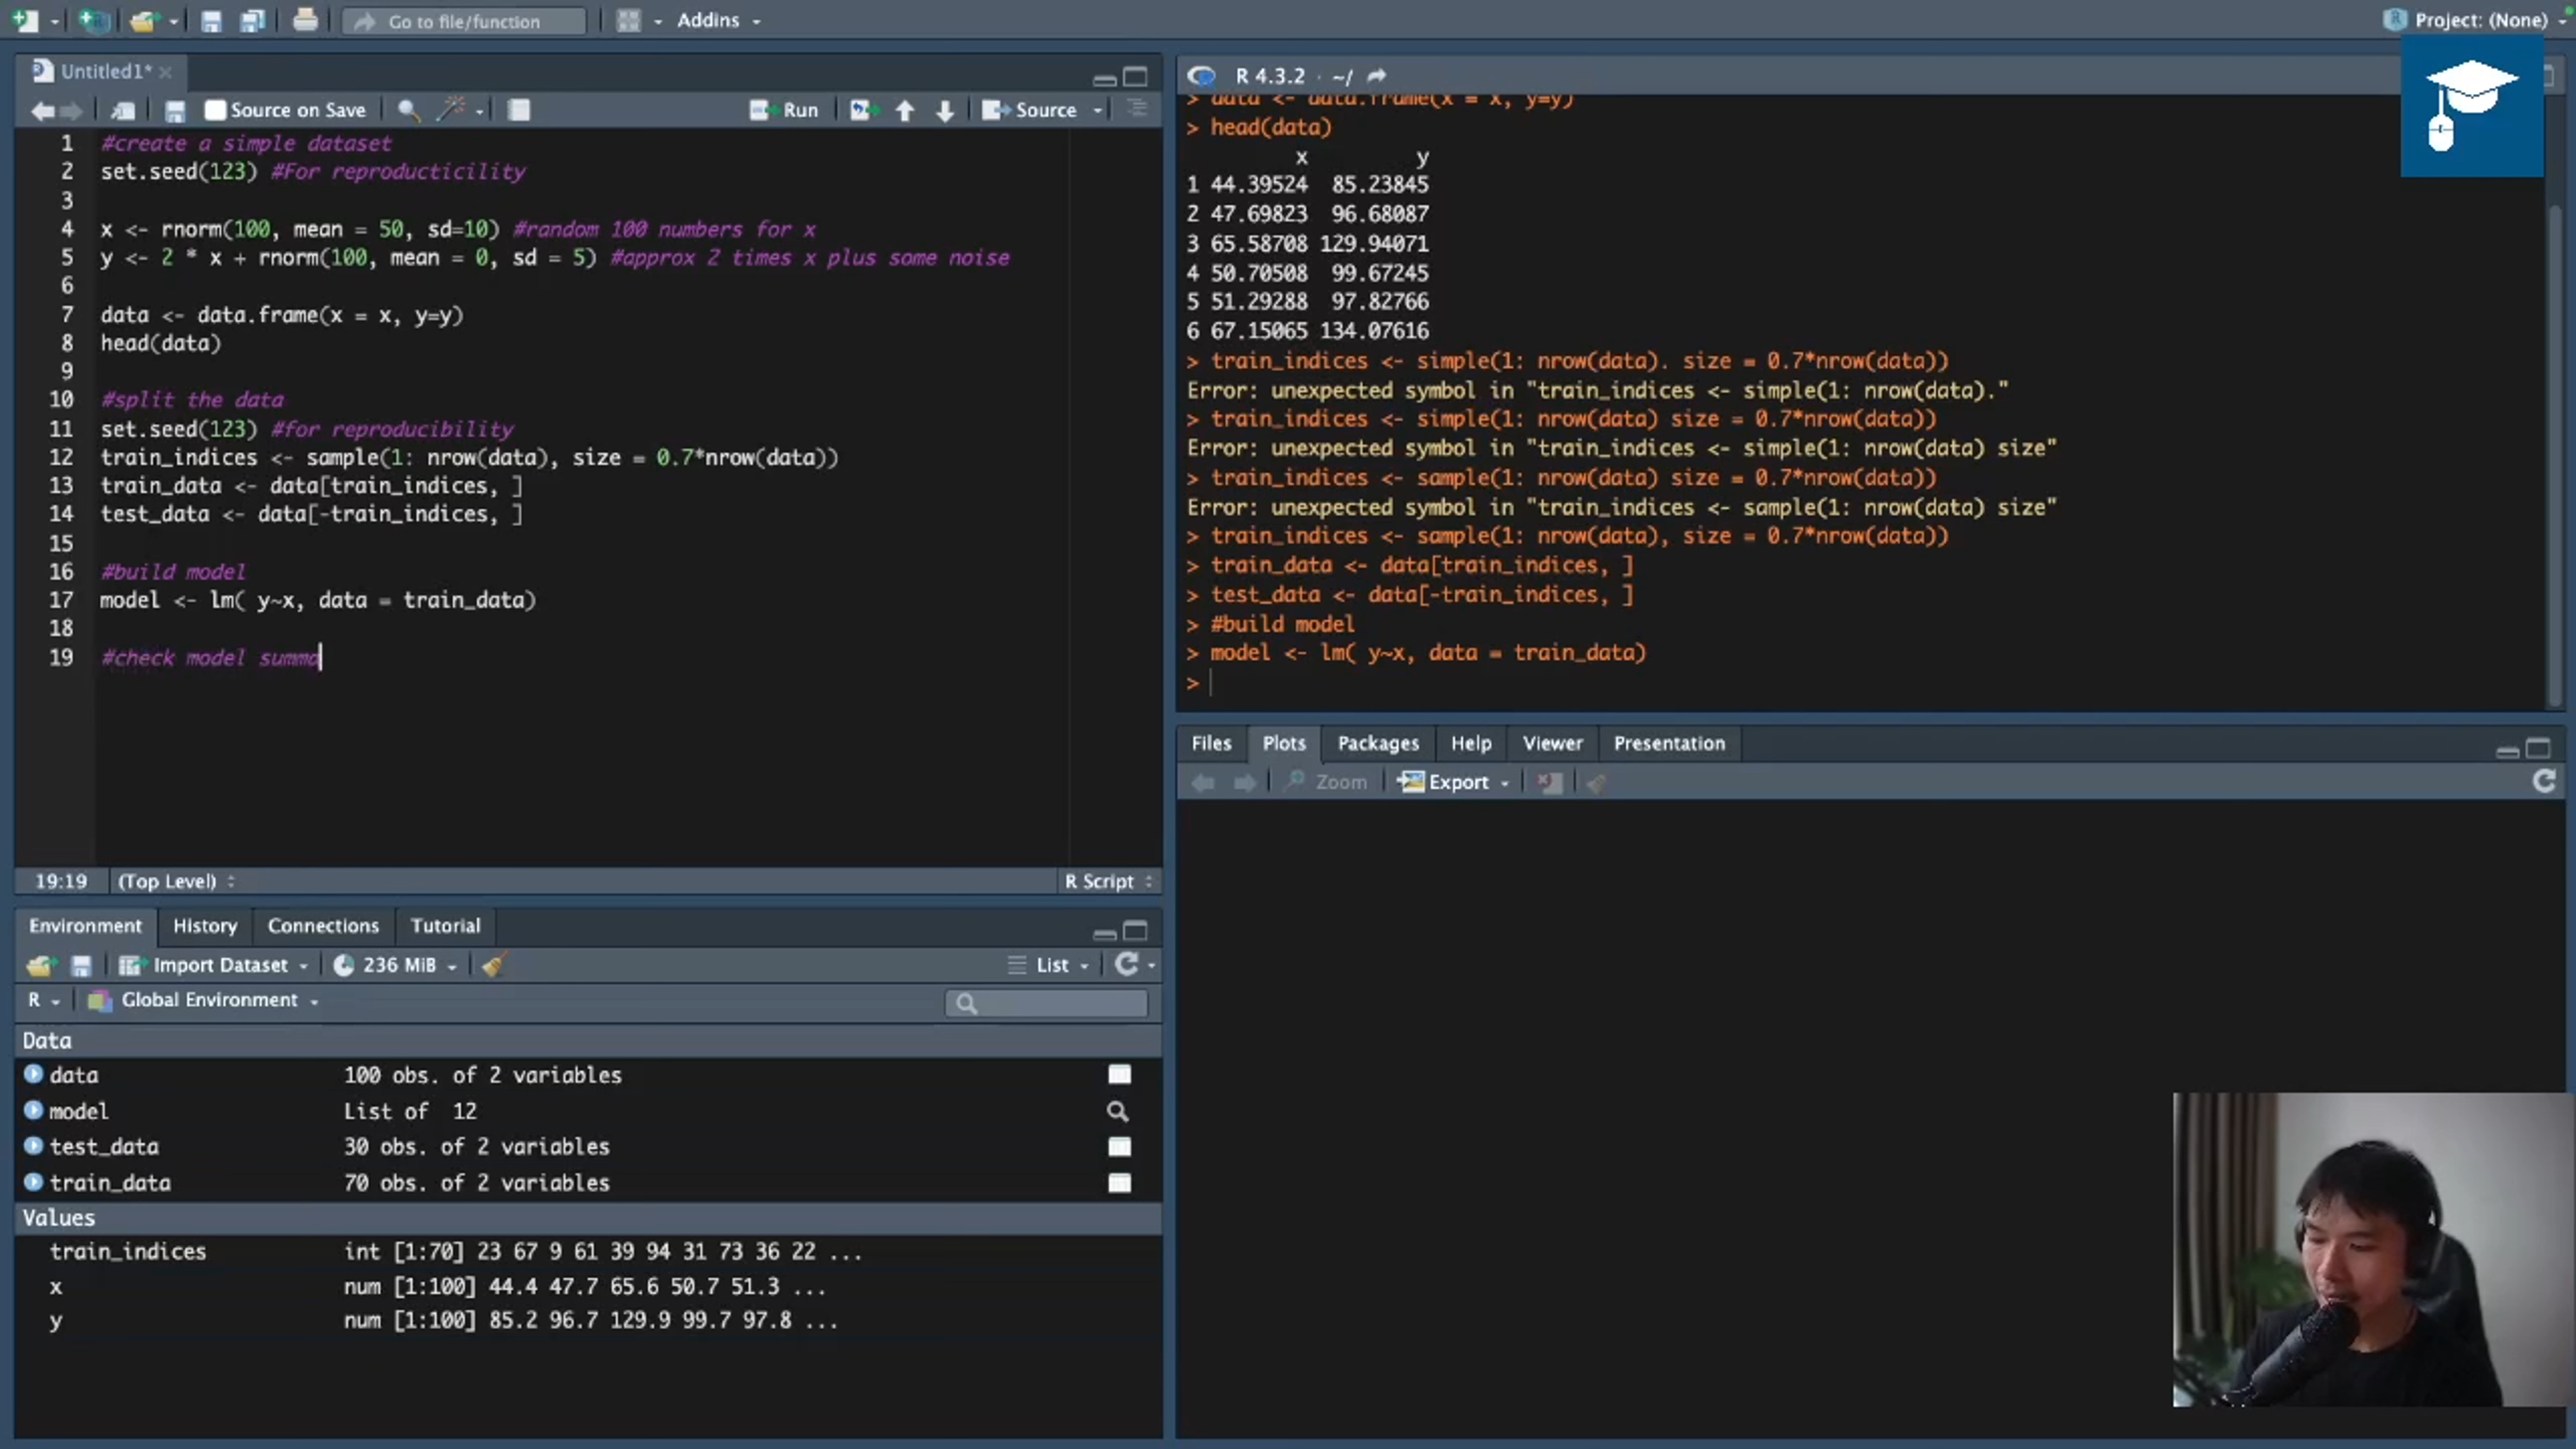 Go to file/function
Addins
Project: (None)
Untitled1*
Source on Save
Run
Source
1 #create a simple dataset
2 set.seed(123) #For reproducticility
3
4 x <- rnorm(100, mean = 50, sd=10) #random 100 numbers for x
5 y <- 2 * x + rnorm(100, mean = 0, sd = 5) #approx 2 times x plus some noise
6
7 data <- data.frame(x = x, y=y)
8 head(data)
9
10 #split the data
11 set.seed(123) #for reproducibility
12 train_indices <- sample(1: nrow(data), size = 0.7*nrow(data))
13 train_data <- data[train_indices, ]
14 test_data <- data[-train_indices, ]
15
16 #build model
17 model <- lm( y~x, data = train_data)
18
19 #check model summa
19:19 (Top Level) R Script
R 4.3.2 · ~/
> data <- data.frame(x = x, y=y)
> head(data)
x y
1 44.39524 85.23845
2 47.69823 96.68087
3 65.58708 129.94071
4 50.70508 99.67245
5 51.29288 97.82766
6 67.15065 134.07616
> train_indices <- simple(1: nrow(data). size = 0.7*nrow(data))
Error: unexpected symbol in "train_indices <- simple(1: nrow(data)."
> train_indices <- simple(1: nrow(data) size = 0.7*nrow(data))
Error: unexpected symbol in "train_indices <- simple(1: nrow(data) size"
> train_indices <- sample(1: nrow(data) size = 0.7*nrow(data))
Error: unexpected symbol in "train_indices <- sample(1: nrow(data) size"
> train_indices <- sample(1: nrow(data), size = 0.7*nrow(data))
> train_data <- data[train_indices, ]
> test_data <- data[-train_indices, ]
> #build model
> model <- lm( y~x, data = train_data)
>
Files Plots Packages Help Viewer Presentation
Zoom Export
Environment History Connections Tutorial
Import Dataset 236 MiB List
R Global Environment
Data
data 100 obs. of 2 variables
model List of 12
test_data 30 obs. of 2 variables
train_data 70 obs. of 2 variables
Values
train_indices int [1:70] 23 67 9 61 39 94 31 73 36 22 ...
x num [1:100] 44.4 47.7 65.6 50.7 51.3 ...
y num [1:100] 85.2 96.7 129.9 99.7 97.8 ...